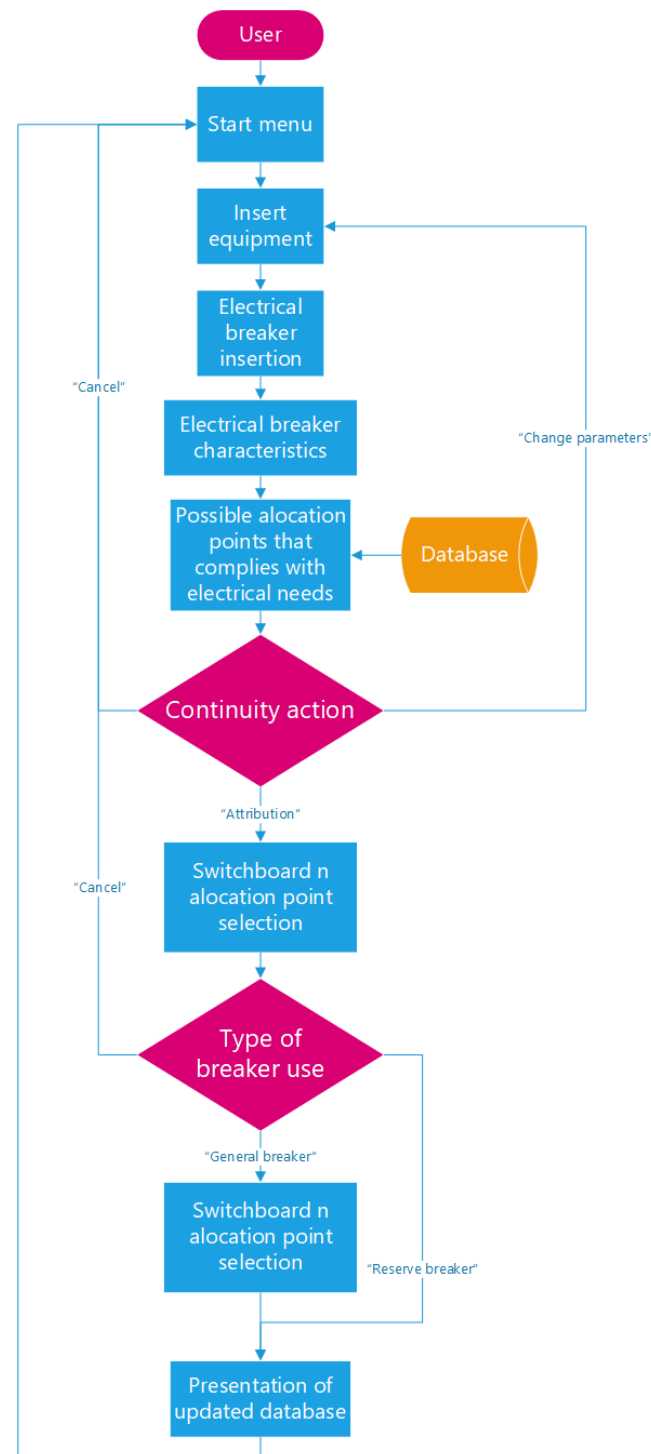 User
Start menu
Insert
equipment
Electrical
breaker
insertion
“Cancel”
Electrical breaker
characteristics
“Change parameters”
Possible alocation
points that
complies with
electrical needs
Database
Continuity action
“Attribution”
Switchboard n
alocation point
selection
“Cancel”
Type of
breaker use
“General breaker”
Switchboard n
alocation point
selection
“Reserve breaker”
Presentation of
updated database